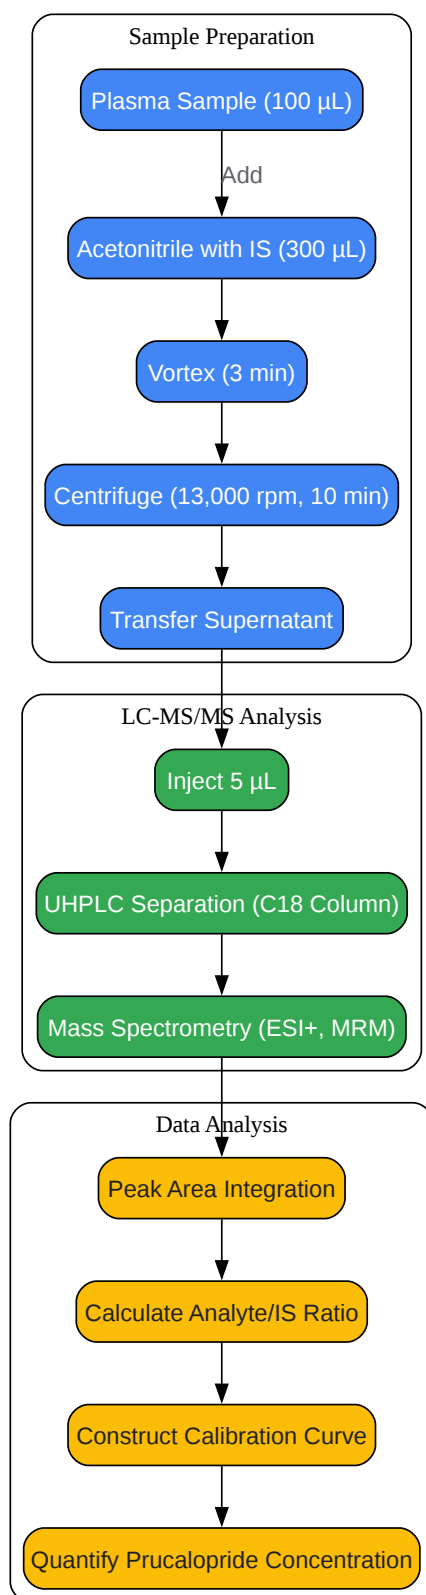 Sample Preparation
Plasma Sample (100 µL)
Add
Acetonitrile with IS (300 µL)
Vortex (3 min)
Centrifuge (13,000 rpm, 10 min)
Transfer Supernatant
LC-MS/MS Analysis
Inject 5 µL
UHPLC Separation (C18 Column)
Mass Spectrometry (ESI+, MRM)
Data Analysis
Peak Area Integration
Calculate Analyte/IS Ratio
Construct Calibration Curve
Quantify Prucalopride Concentration